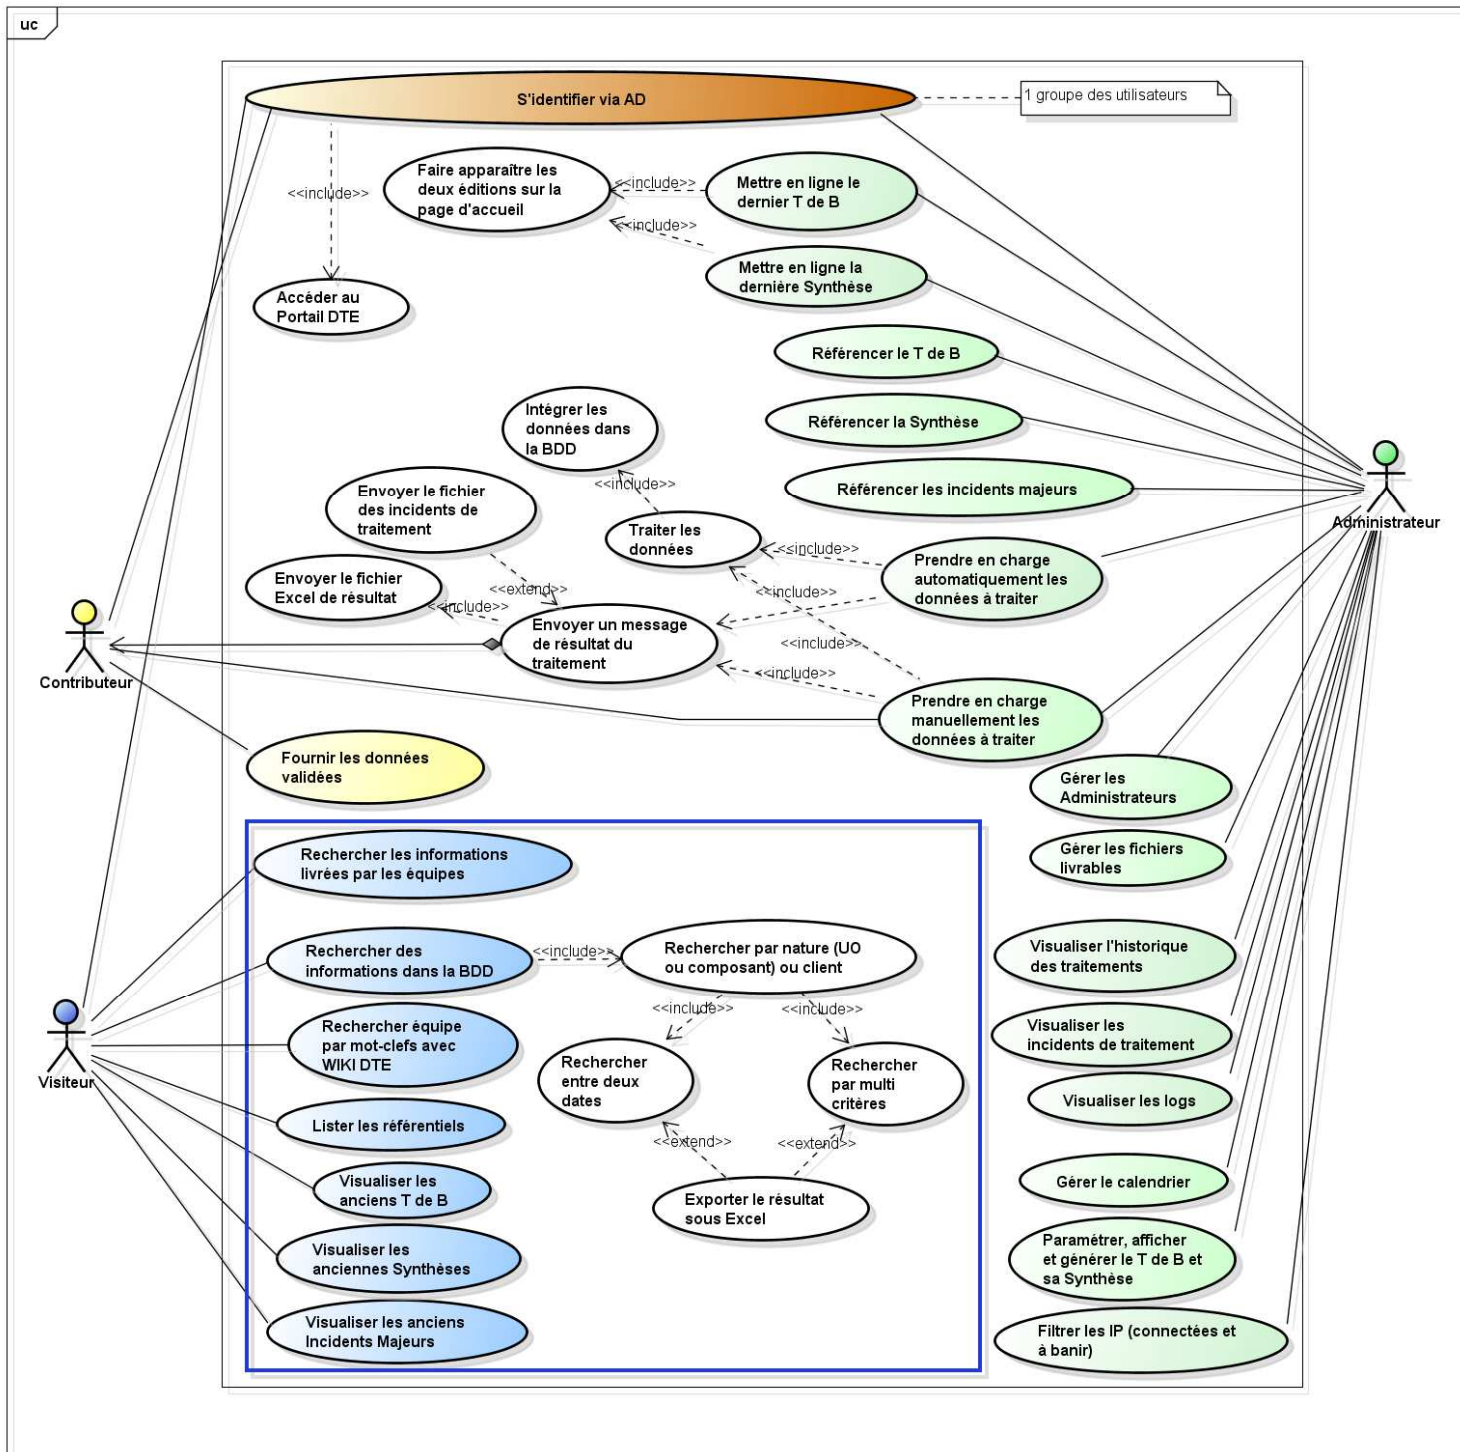 uc
S'identifier via AD
1 groupe des utilisateurs
<<include>>
Faire apparaître les
deux éditions sur la
page d'accueil
<<include>>
Mettre en ligne le
dernier T de B
<<include>>
Mettre en ligne la
dernière Synthèse
Accéder au
Portail DTE
Référencer le T de B
Intégrer les
données dans
la BDD
Référencer la Synthèse
<<include>>
Référencer les incidents majeurs
Envoyer le fichier
des incidents de
traitement
Administrateur
Traiter les
données
<<include>>
Prendre en charge
automatiquement les
données à traiter
Envoyer le fichier
Excel de résultat
<<extend>>
<<include>>
Envoyer un message
de résultat du
traitement
<<include>>
<<include>>
Contributeur
Prendre en charge
manuellement les
données à traiter
Fournir les données
validées
Gérer les
Administrateurs
Rechercher les informations
livrées par les équipes
Gérer les fichiers
livrables
Rechercher des
informations dans la BDD
<<include>>
Rechercher par nature (UO
ou composant) ou client
Visualiser l'historique
des traitements
<<include>>
<<include>>
Rechercher équipe
par mot-clefs avec
WIKI DTE
Visualiser les
incidents de traitement
Visiteur
Rechercher
entre deux
dates
Rechercher
par multi
critères
Visualiser les logs
Lister les référentiels
<<extend>>
<<extend>>
Visualiser les
anciens T de B
Exporter le résultat
sous Excel
Gérer le calendrier
Visualiser les
anciennes Synthèses
Paramétrer, afficher
et générer le T de B et
sa Synthèse
Visualiser les anciens
Incidents Majeurs
Filtrer les IP (connectées et
à banir)